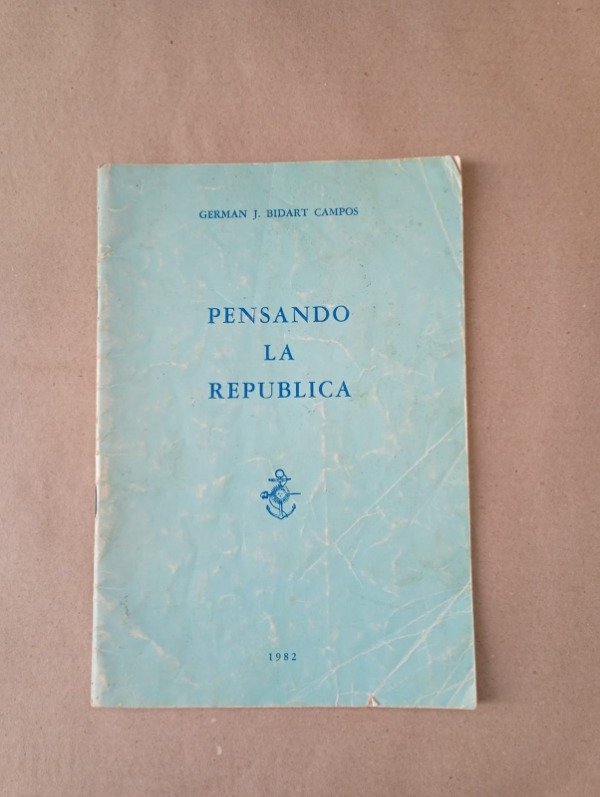 GERMAN J. BIDART CAMPOS
PENSANDO
LA
REPUBLICA
1982